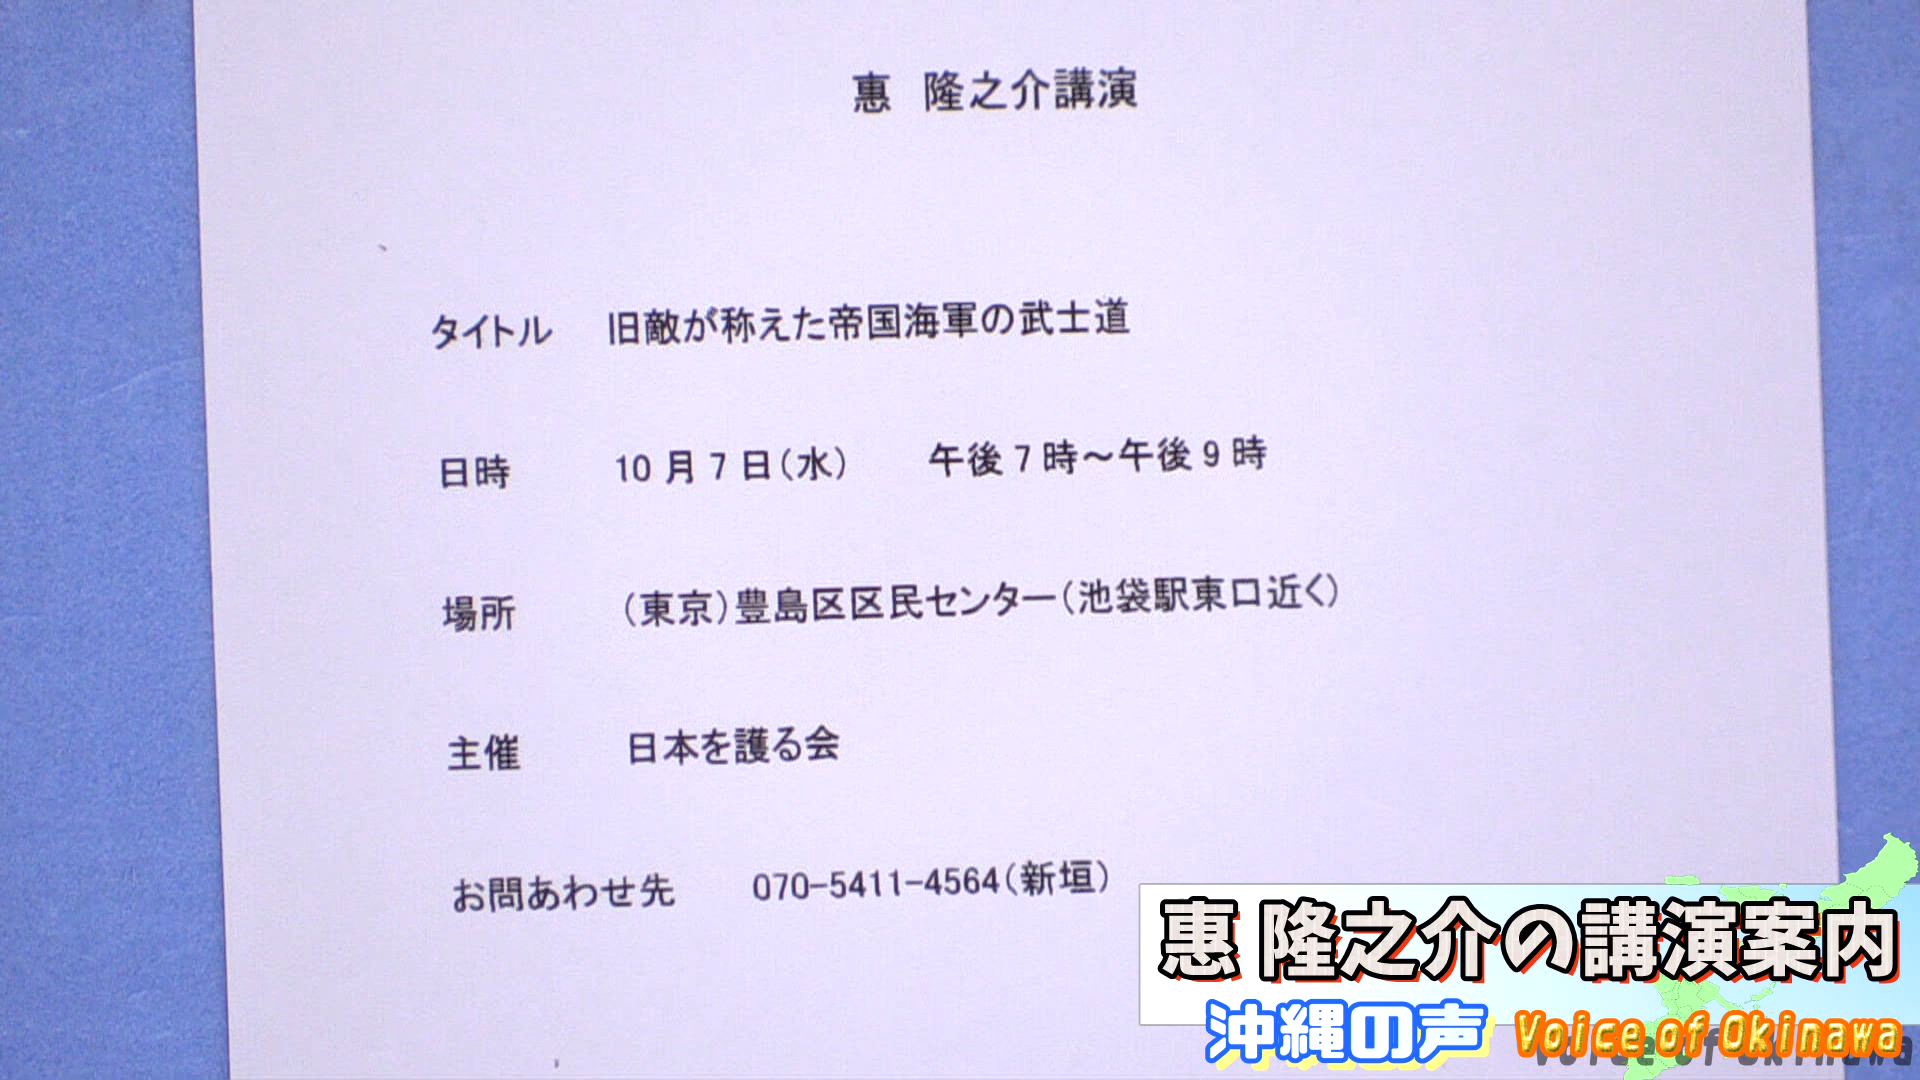 惠 隆之介講演
タイトル 旧敵が称えた帝国海軍の武士道
日時 10月7日(水) 午後7時～午後9時
場所 (東京)豊島区区民センター(池袋駅東口近く)
主催 日本を護る会
お問あわせ先 070-5411-4564(新垣)
惠 隆之介の講演案内
沖縄の声 Voice of Okinawa